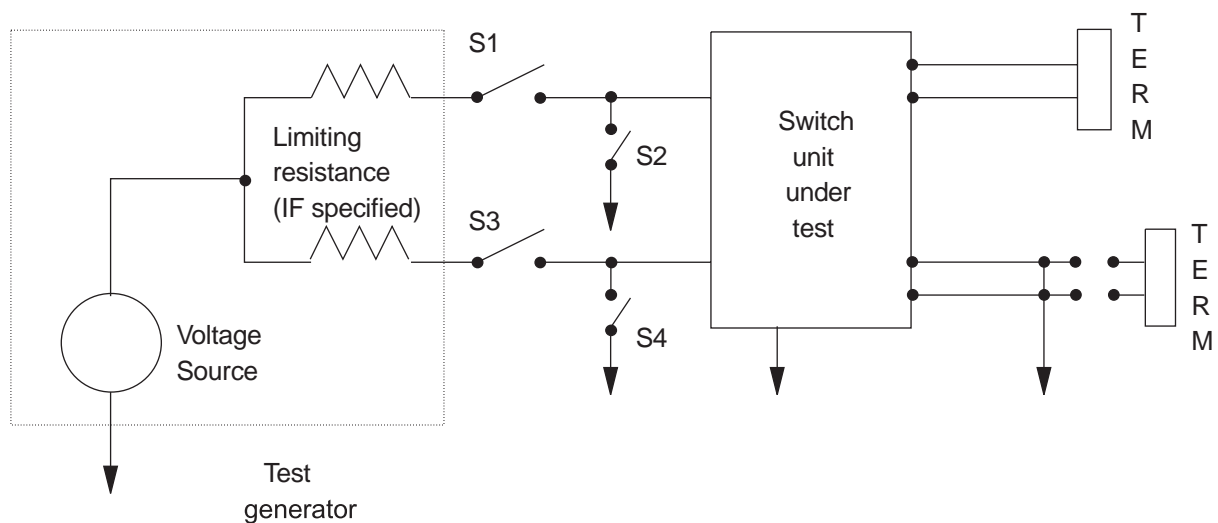 S1
T
E
R
M
Limiting
resistance
(IF specified)
S2
Switch
unit
under
test
S3
S4
T
E
R
M
Voltage
Source
Test
generator